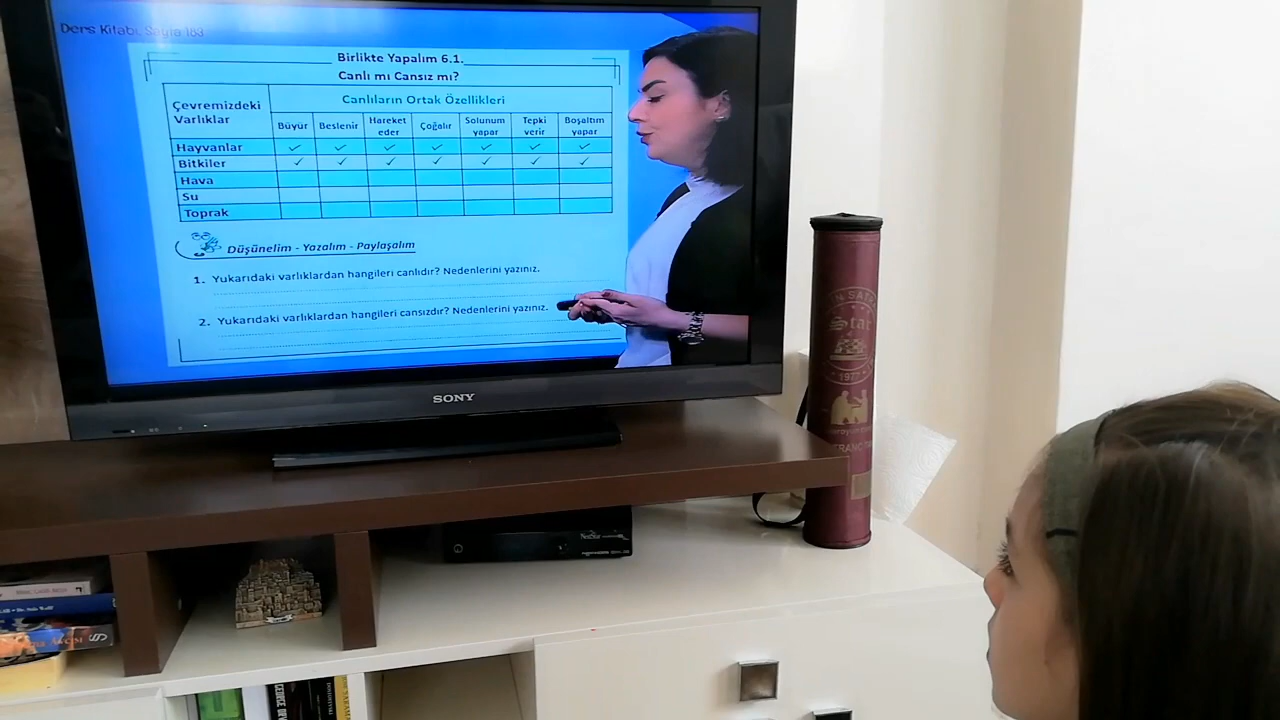 Ders Kitabı, Sayfa 163
Birlikte Yapalım 6.1.
Canlı mı Cansız mı?
Çevremizdeki Varlıklar
Canlıların Ortak Özellikleri
Büyür Beslenir Hareket eder Çoğalır Solunum yapar Tepki verir Boşaltım yapar
Hayvanlar ✓ ✓ ✓ ✓ ✓ ✓ ✓
Bitkiler ✓ ✓ ✓ ✓ ✓ ✓ ✓
Hava
Su
Toprak
Düşünelim - Yazalım - Paylaşalım
1. Yukarıdaki varlıklardan hangileri canlıdır? Nedenlerini yazınız.
2. Yukarıdaki varlıklardan hangileri cansızdır? Nedenlerini yazınız.
SONY
Star
1977